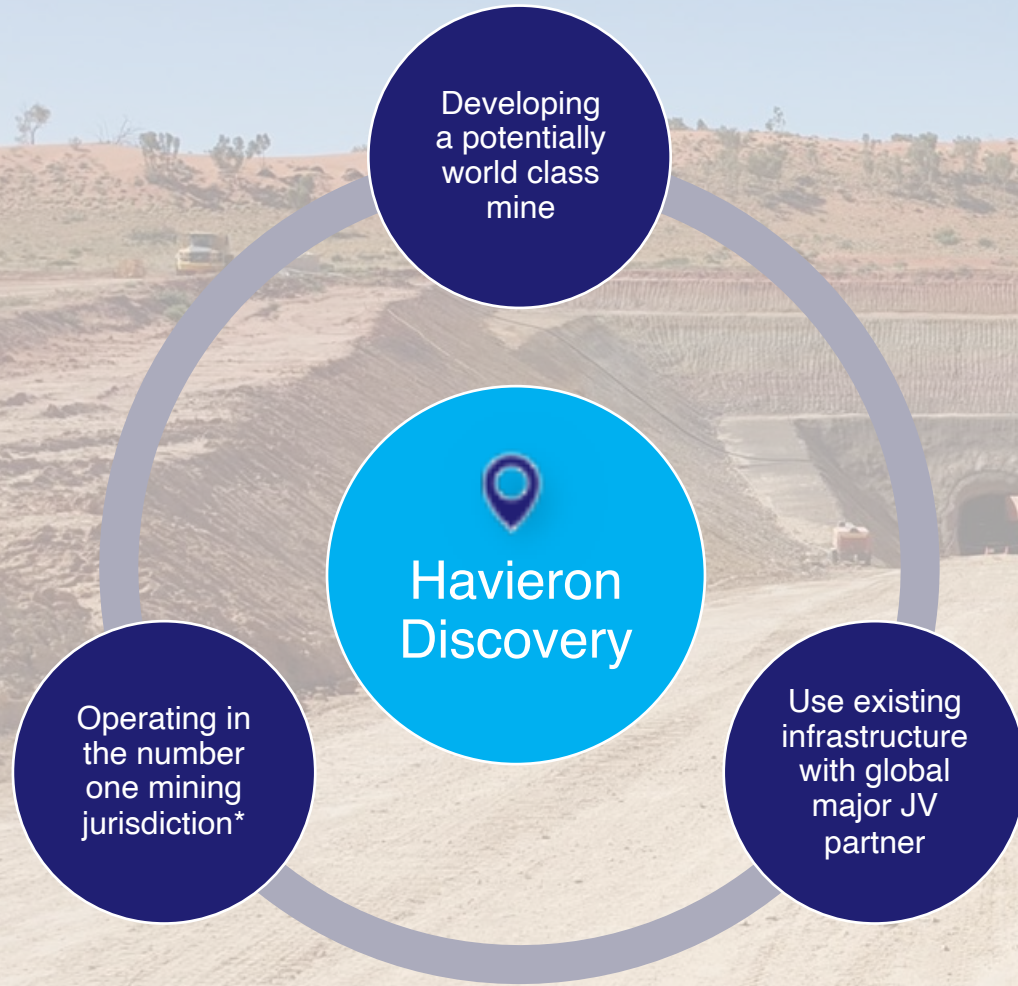 Developing
a potentially
world class
mine
Havieron
Discovery
Operating in
the number
one mining
jurisdiction*
Use existing
infrastructure
with global
major JV
partner